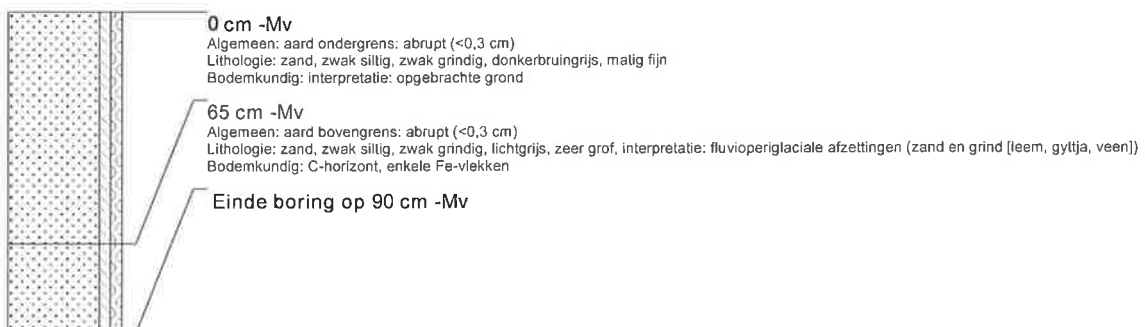 0 cm -Mv
Algemeen: aard ondergrens: abrupt (<0,3 cm)
Lithologie: zand, zwak siltig, zwak grindig, donkerbruingrijs, matig fijn
Bodemkundig: interpretatie: opgebrachte grond
65 cm -Mv
Algemeen: aard bovengrens: abrupt (<0,3 cm)
Lithologie: zand, zwak siltig, zwak grindig, lichtgrijs, zeer grof, interpretatie: fluvioperiglaciale afzettingen (zand en grind [leem, gyttja, veen])
Bodemkundig: C-horizont, enkele Fe-vlekken
Einde boring op 90 cm -Mv